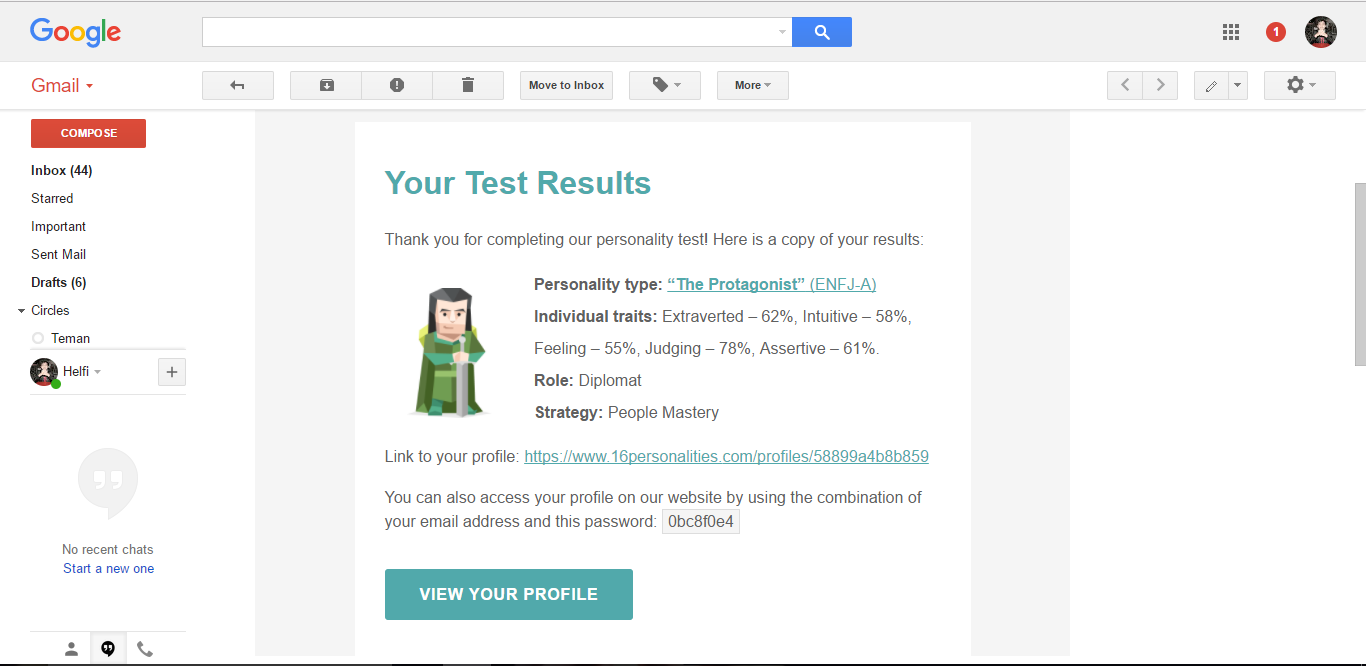 Google
1
Gmail
Move to Inbox
More
COMPOSE
Inbox (44)
Starred
Important
Sent Mail
Drafts (6)
Circles
Teman
Helfi
No recent chats
Start a new one
Your Test Results
Thank you for completing our personality test! Here is a copy of your results:
Personality type: “The Protagonist” (ENFJ-A)
Individual traits: Extraverted – 62%, Intuitive – 58%,
Feeling – 55%, Judging – 78%, Assertive – 61%.
Role: Diplomat
Strategy: People Mastery
Link to your profile: https://www.16personalities.com/profiles/58899a4b8b859
You can also access your profile on our website by using the combination of
your email address and this password: 0bc8f0e4
VIEW YOUR PROFILE